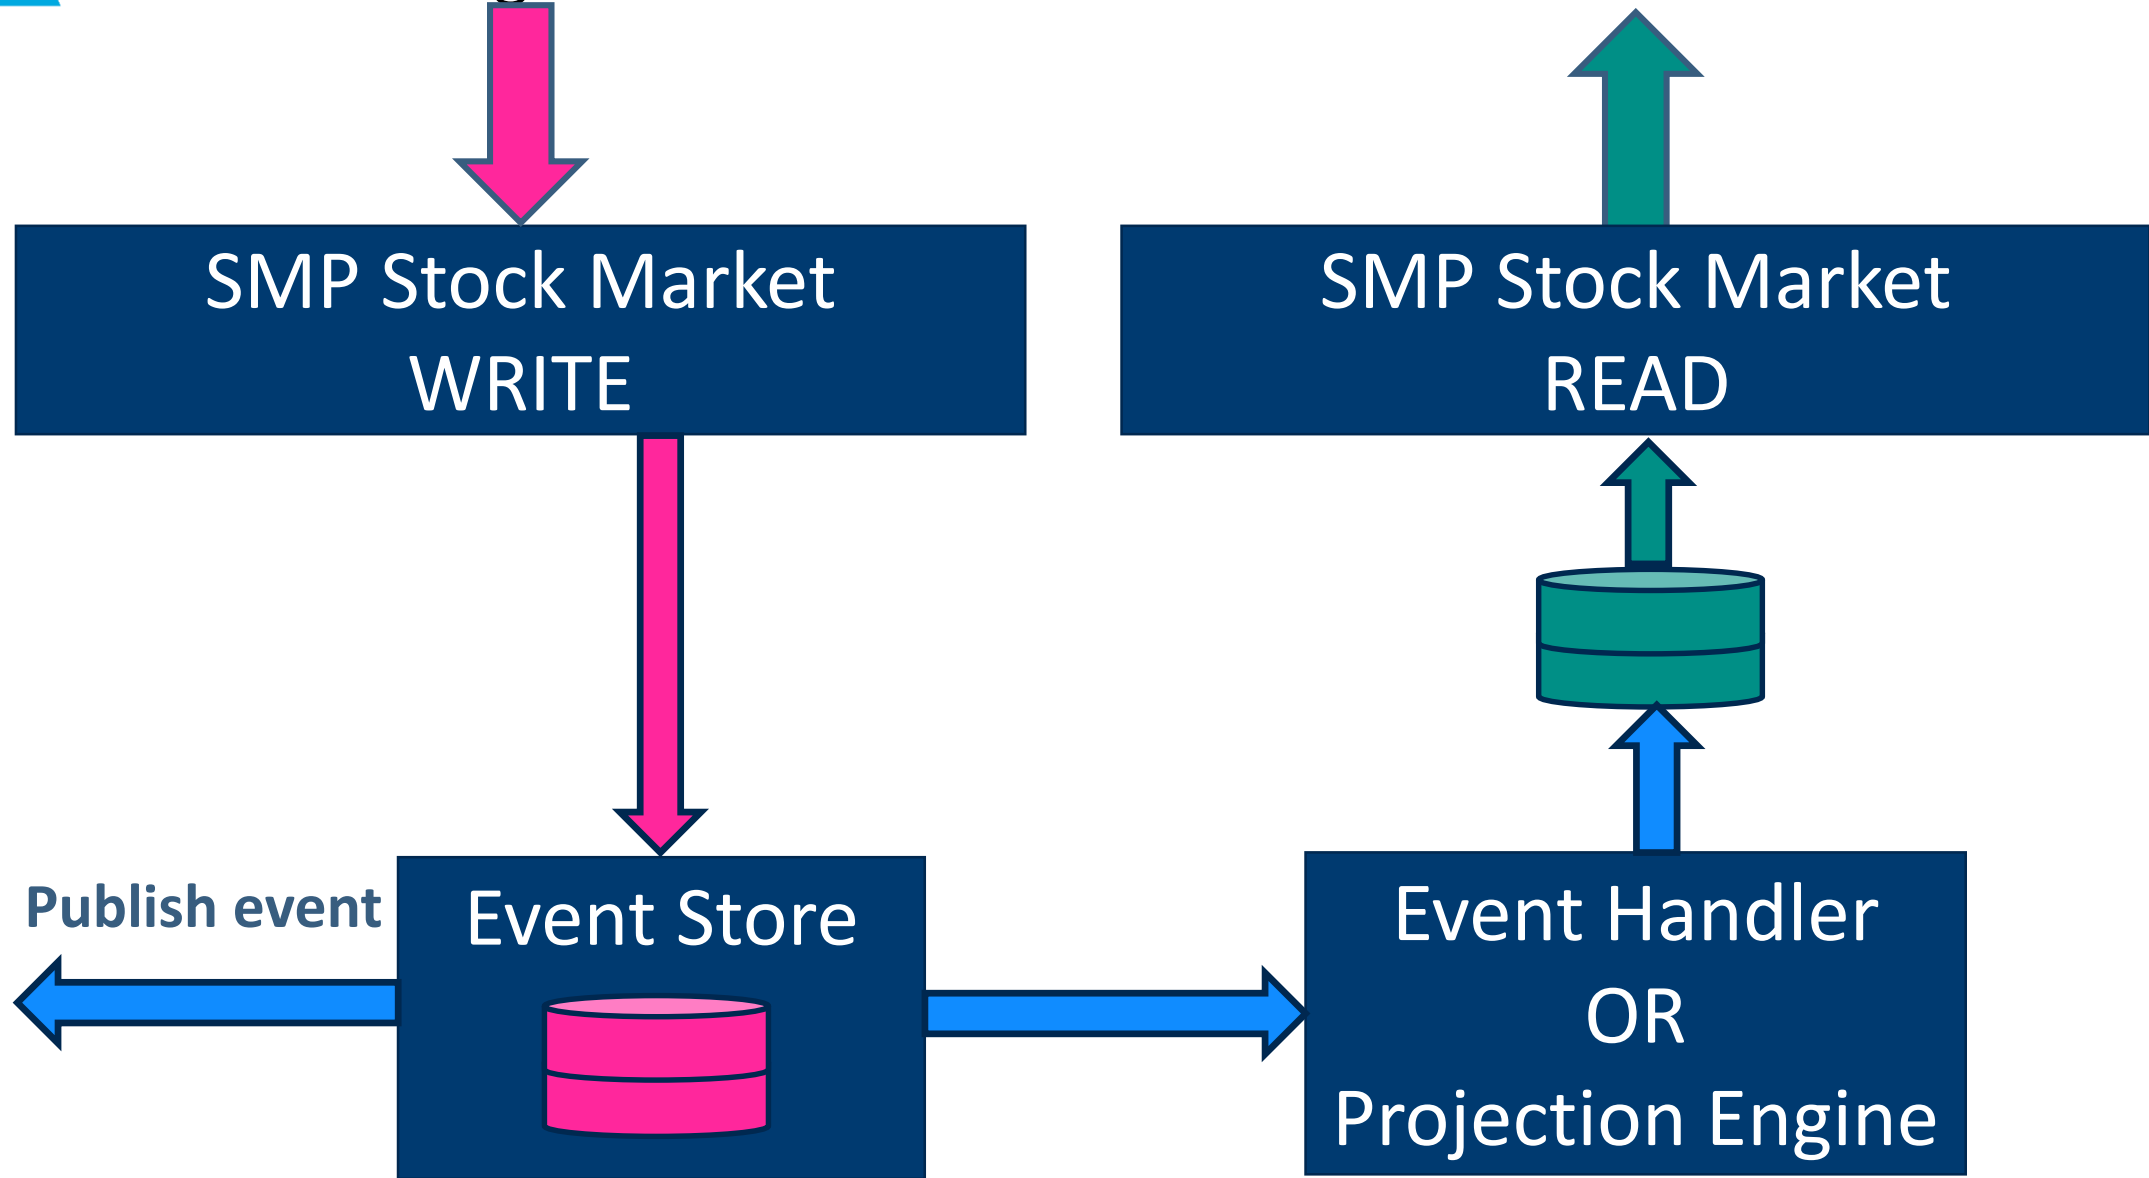 SMP Stock Market
WRITE
SMP Stock Market
READ
Publish event
Event Store
Event Handler
OR
Projection Engine